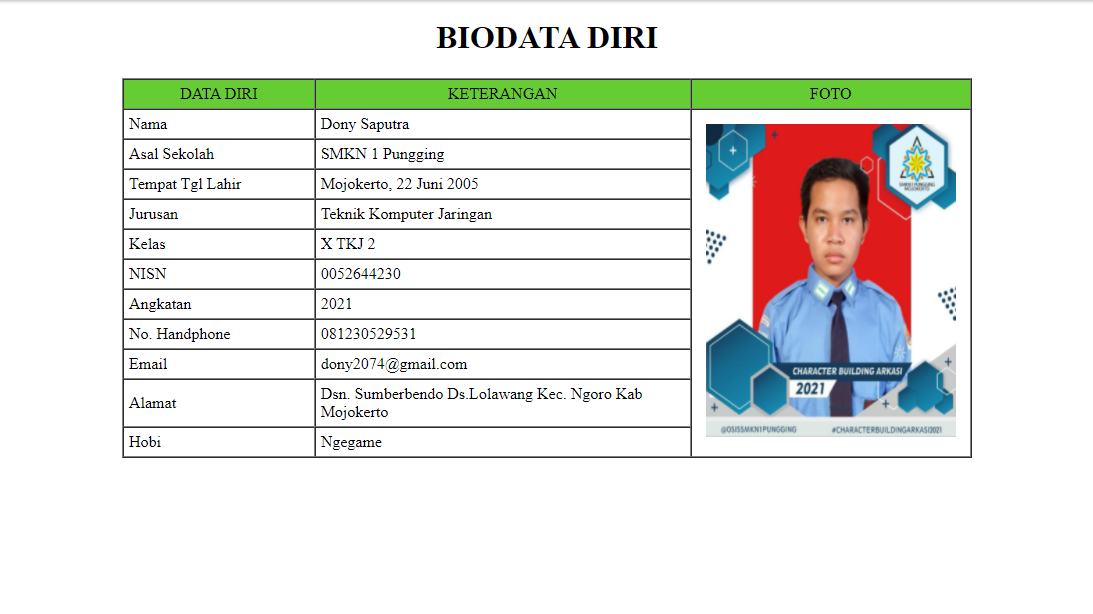 BIODATA DIRI
DATA DIRI KETERANGAN FOTO
Nama Dony Saputra
Asal Sekolah SMKN 1 Pungging
Tempat Tgl Lahir Mojokerto, 22 Juni 2005
Jurusan Teknik Komputer Jaringan
Kelas X TKJ 2
NISN 0052644230
Angkatan 2021
No. Handphone 081230529531
Email dony2074@gmail.com
Alamat Dsn. Sumberbendo Ds.Lolawang Kec. Ngoro Kab
Mojokerto
Hobi Ngegame
SMKN1 PUNGGING
MOJOKERTO
CHARACTER BUILDING ARKASI
2021
@OSISSMKN1PUNGGING #CHARACTERBUILDINGARKASI2021